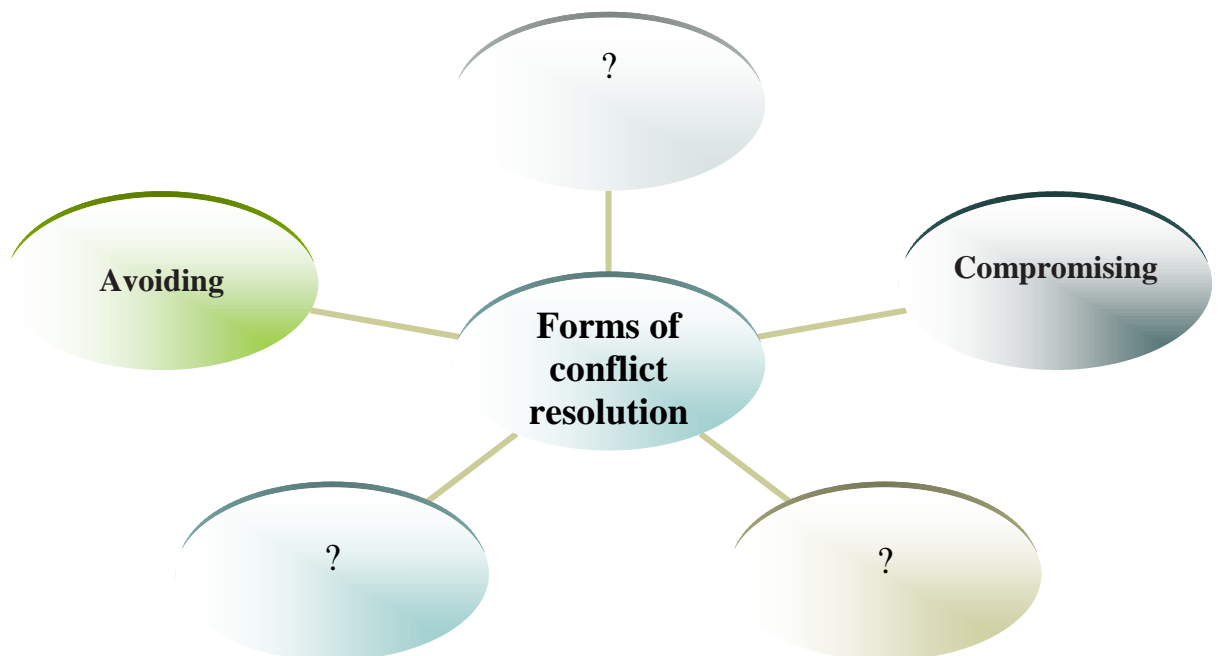 ?
Avoiding
Compromising
Forms of
conflict
resolution
?
?